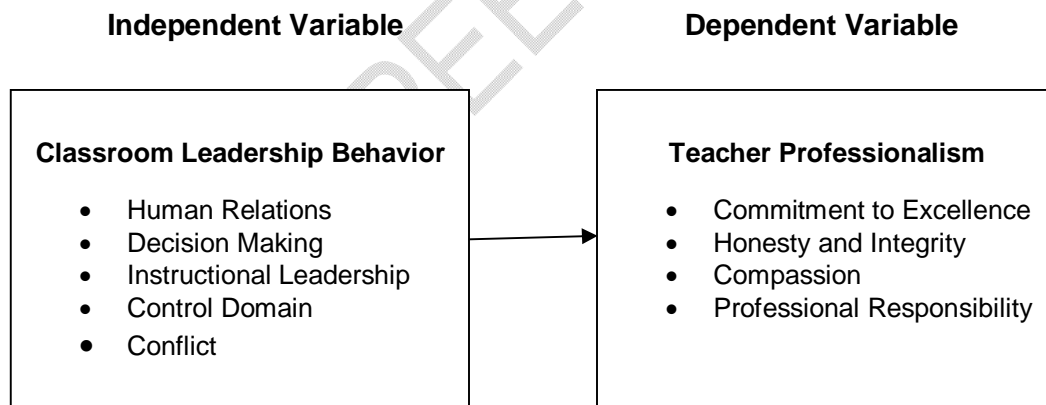 Independent Variable
Dependent Variable
Classroom Leadership Behavior
• Human Relations
• Decision Making
• Instructional Leadership
• Control Domain
• Conflict
Teacher Professionalism
• Commitment to Excellence
• Honesty and Integrity
• Compassion
• Professional Responsibility